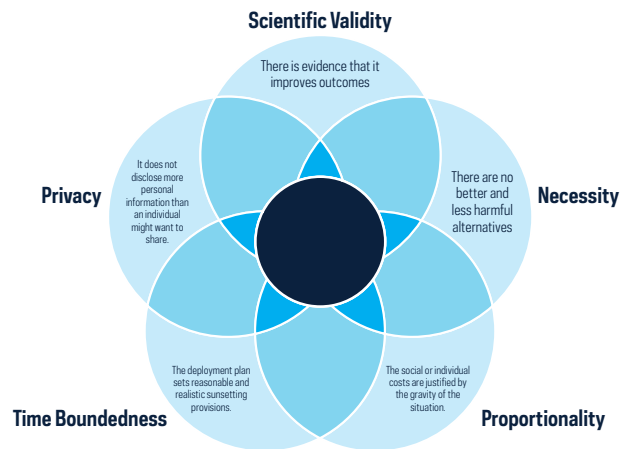 Scientific Validity
There is evidence that it
improves outcomes
Privacy
It does not
disclose more
personal
information than
an individual
might want to
share.
Necessity
There are no
better and
less harmful
alternatives
Time Boundedness
The deployment plan
sets reasonable and
realistic sunsetting
provisions.
Proportionality
The social or individual
costs are justified by
the gravity of the
situation.